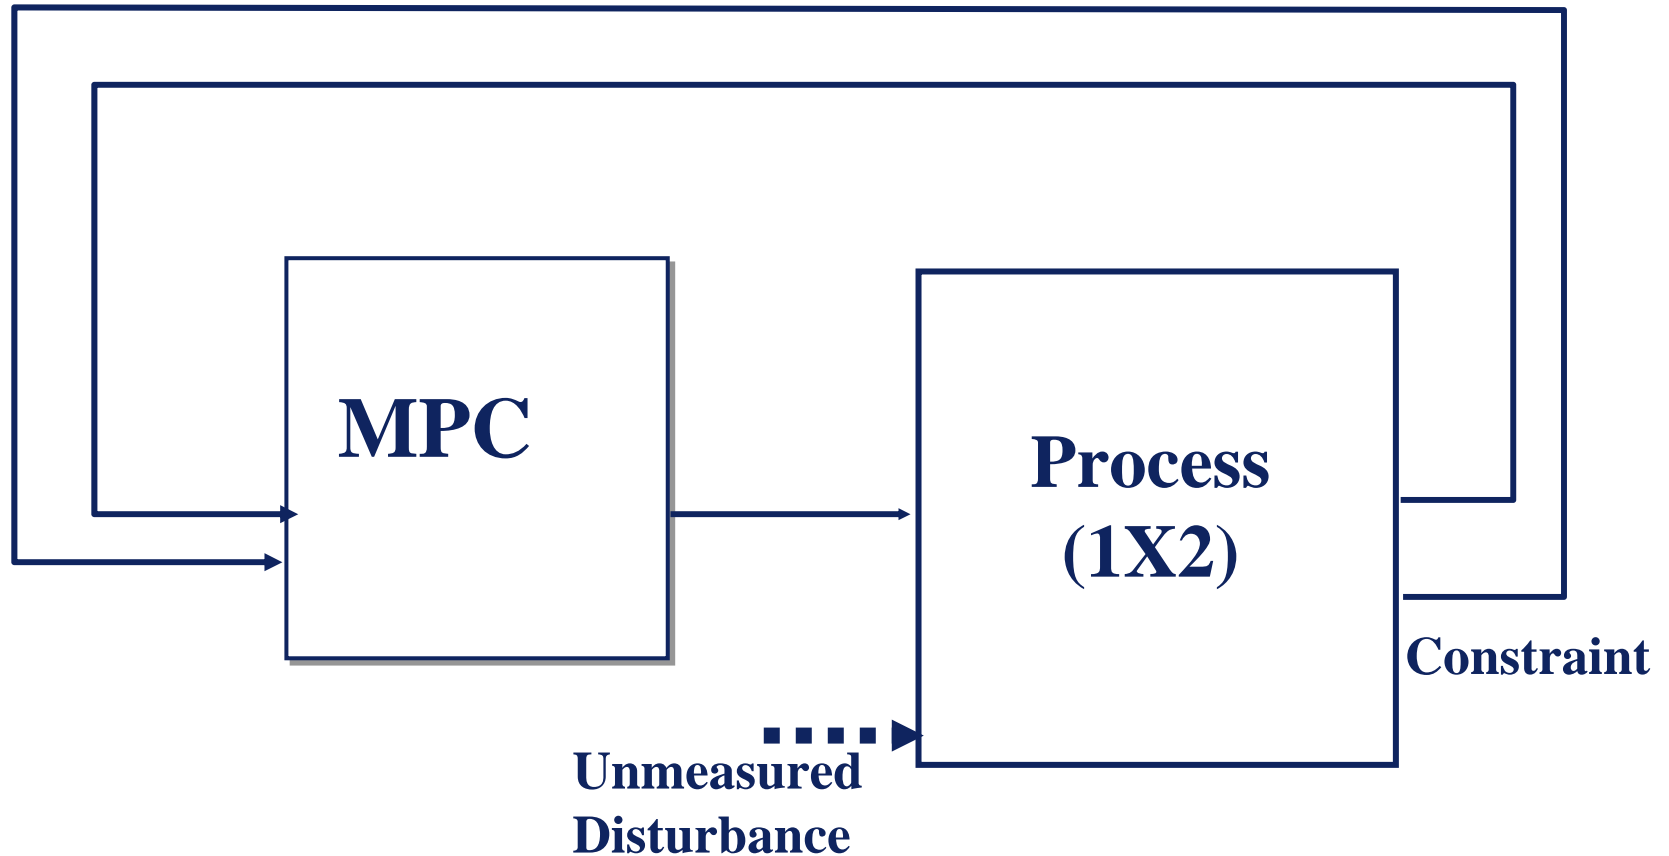 MPC
Process
(1X2)
Constraint
Unmeasured
Disturbance